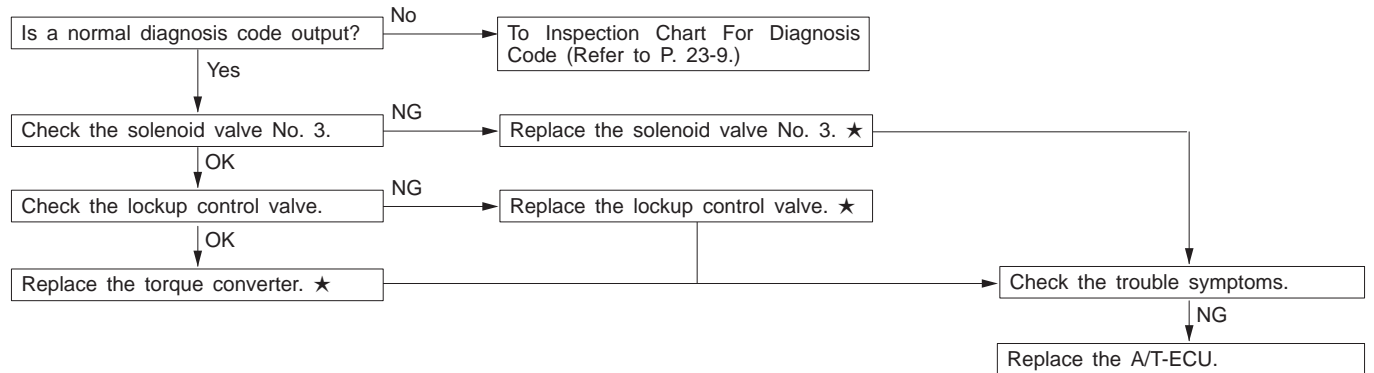 Is a normal diagnosis code output?
No
To Inspection Chart For Diagnosis
Code (Refer to P. 23-9.)
Yes
Check the solenoid valve No. 3.
NG
Replace the solenoid valve No. 3. ★
OK
Check the lockup control valve.
NG
Replace the lockup control valve. ★
OK
Replace the torque converter. ★
Check the trouble symptoms.
NG
Replace the A/T-ECU.